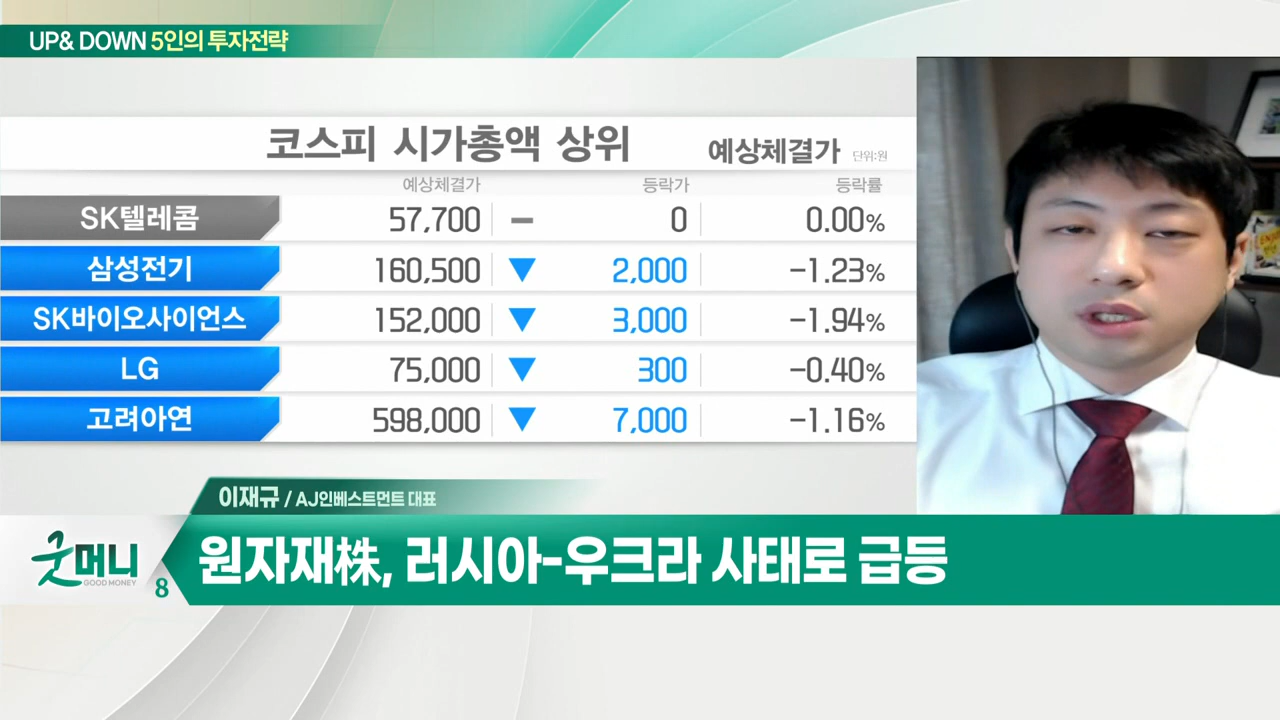 UP& DOWN 5인의 투자전략
코스피 시가총액 상위 예상체결가 단위:원
예상체결가 등락가 등락률
SK텔레콤 57,700 0 0.00%
삼성전기 160,500 ▼ 2,000 -1.23%
SK바이오사이언스 152,000 ▼ 3,000 -1.94%
LG 75,000 ▼ 300 -0.40%
고려아연 598,000 ▼ 7,000 -1.16%
이재규 / AJ인베스트먼트 대표
굿머니 GOOD MONEY 8
원자재株, 러시아-우크라 사태로 급등